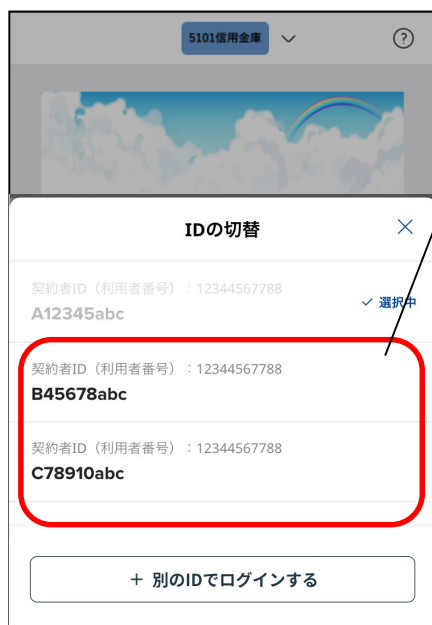 5101信用金庫
?
IDの切替
契約者ID（利用者番号）：12344567788
A12345abc
選択中
契約者ID（利用者番号）：12344567788
B45678abc
契約者ID（利用者番号）：12344567788
C78910abc
+ 別のIDでログインする